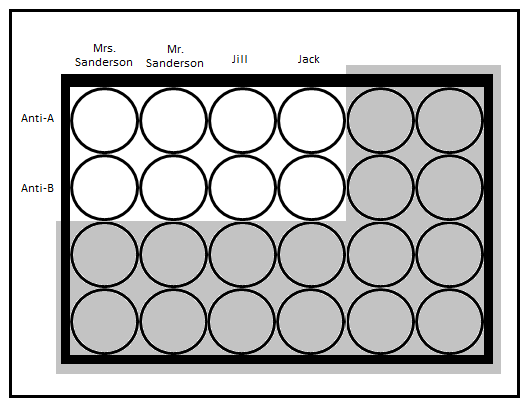 Mrs.
Sanderson
Mr.
Sanderson
Jill
Jack
Anti-A
Anti-B